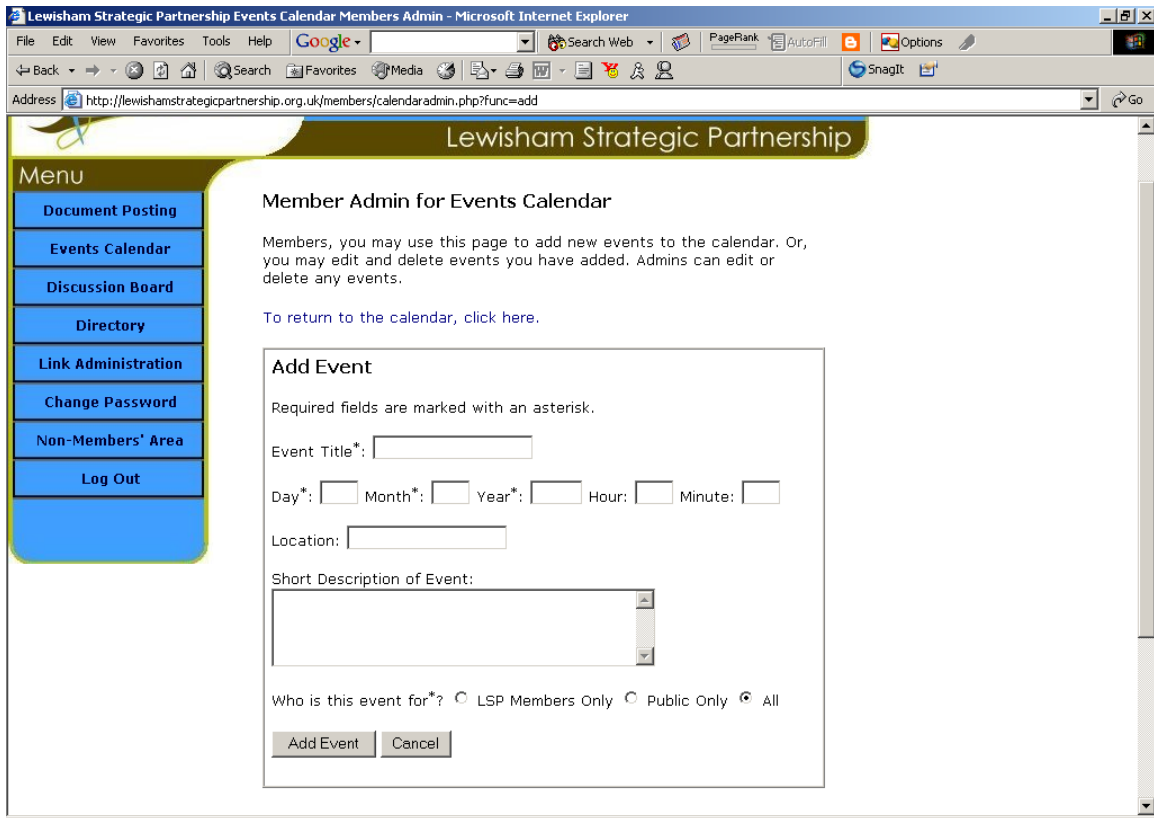 Lewisham Strategic Partnership Events Calendar Members Admin - Microsoft Internet Explorer
File Edit View Favorites Tools Help Google Search Web PageRank AutoFill Options
Back Search Favorites Media SnagIt
Address http://lewishamstrategicpartnership.org.uk/members/calendaradmin.php?func=add Go
Lewisham Strategic Partnership
Menu
Document Posting
Events Calendar
Discussion Board
Directory
Link Administration
Change Password
Non-Members' Area
Log Out
Member Admin for Events Calendar
Members, you may use this page to add new events to the calendar. Or,
you may edit and delete events you have added. Admins can edit or
delete any events.
To return to the calendar, click here.
Add Event
Required fields are marked with an asterisk.
Event Title*:
Day*: Month*: Year*: Hour: Minute:
Location:
Short Description of Event:
Who is this event for*? LSP Members Only Public Only All
Add Event Cancel